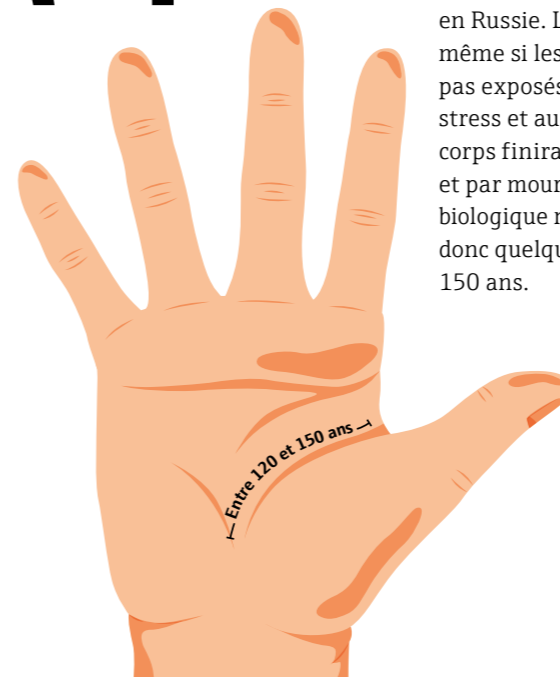 en Russie.
même si les
pas exposés
stress et au
corps finira
et par mour
biologique
donc quelqu
150 ans.
Entre 120 et 150 ans